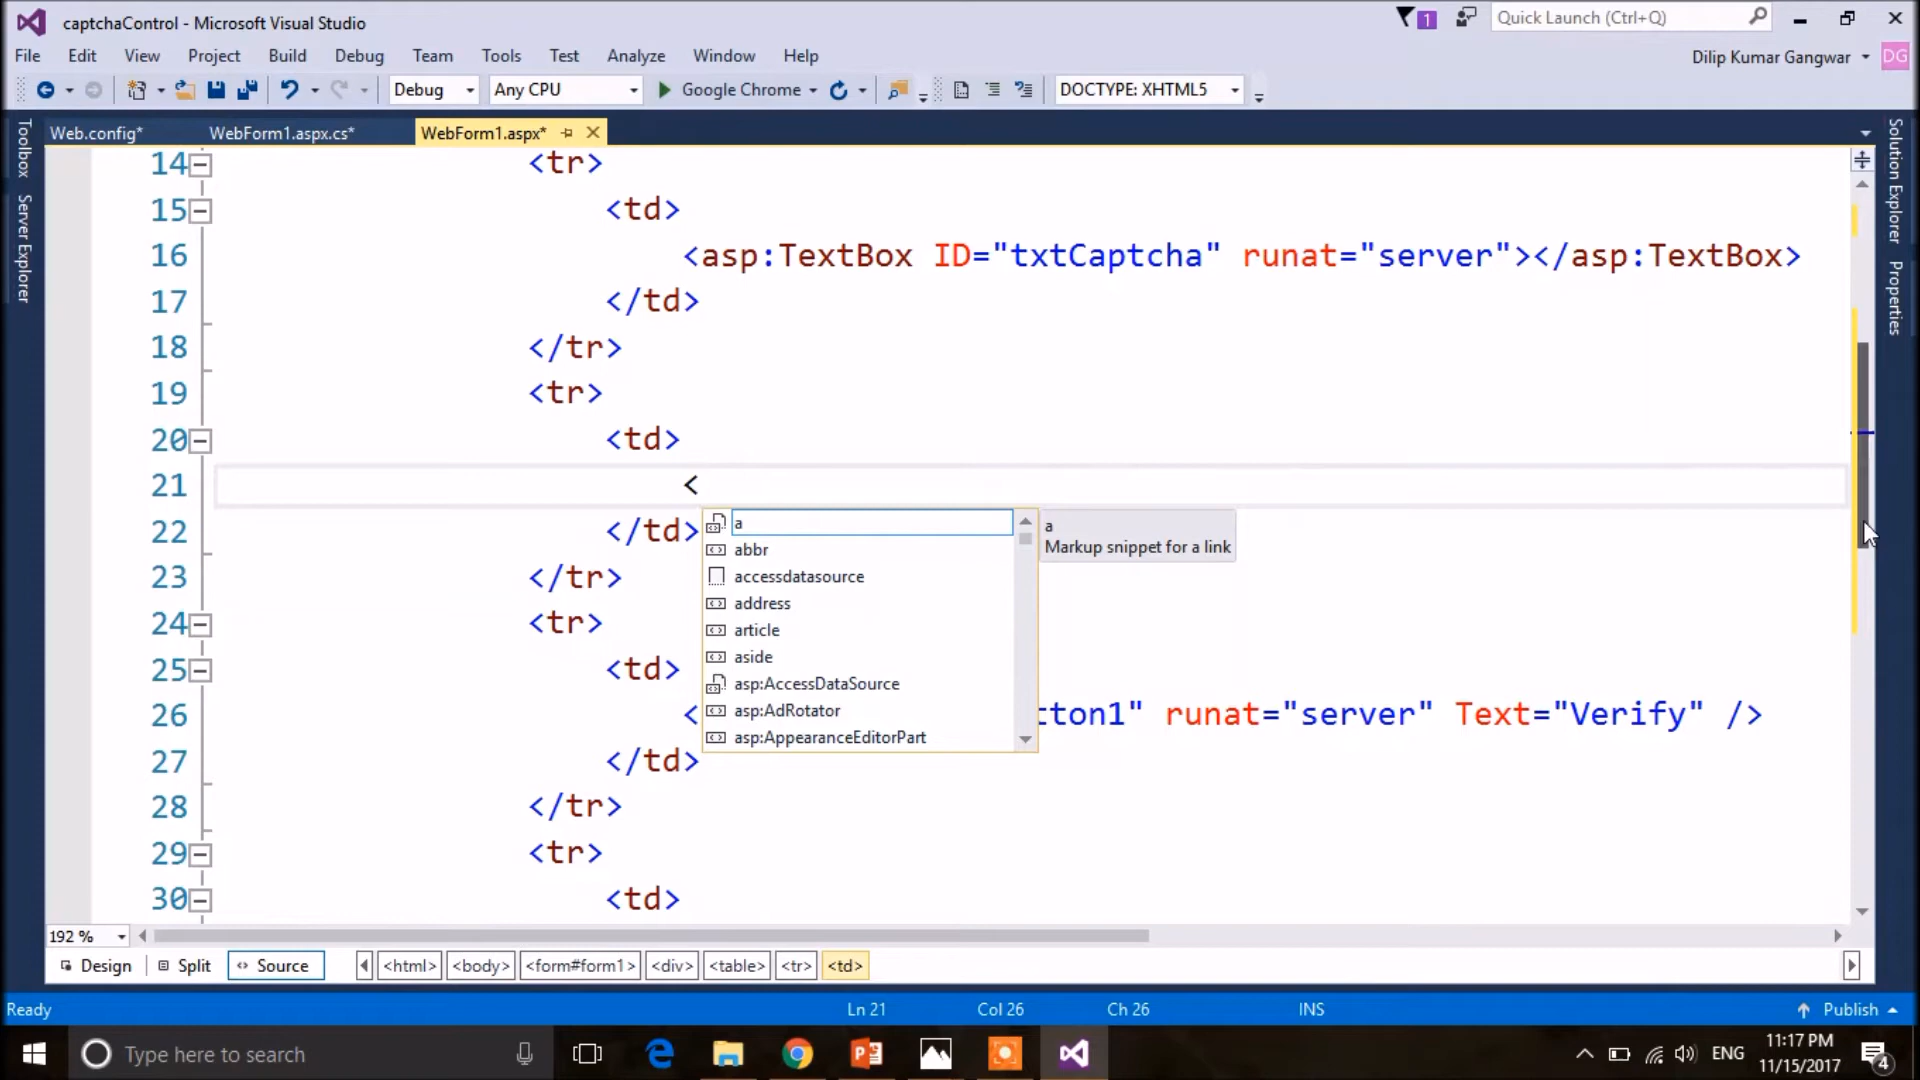 captchaControl - Microsoft Visual Studio
1
Quick Launch (Ctrl+Q)
File Edit View Project Build Debug Team Tools Test Analyze Window Help
Dilip Kumar Gangwar
DG
Debug
Any CPU
Google Chrome
DOCTYPE: XHTML5
Web.config*
WebForm1.aspx.cs*
WebForm1.aspx*
Toolbox
Server Explorer
Solution Explorer
Properties
14 <tr>
15 <td>
16 <asp:TextBox ID="txtCaptcha" runat="server"></asp:TextBox>
17 </td>
18 </tr>
19 <tr>
20 <td>
21 <
22 </td>
23 </tr>
24 <tr>
25 <td>
26 < tton1" runat="server" Text="Verify" />
27 </td>
28 </tr>
29 <tr>
30 <td>
a
abbr
accessdatasource
address
article
aside
asp:AccessDataSource
asp:AdRotator
asp:AppearanceEditorPart
a
Markup snippet for a link
192 %
Design
Split
Source
<html> <body> <form#form1> <div> <table> <tr> <td>
Ready
Ln 21
Col 26
Ch 26
INS
Publish
Type here to search
ENG
11:17 PM
11/15/2017
4